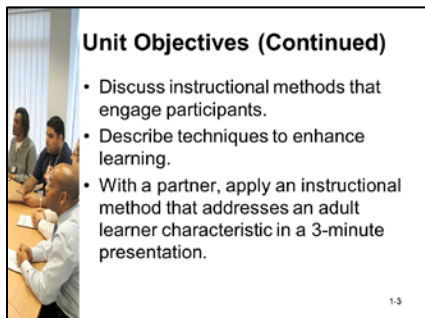 Unit Objectives (Continued)
• Discuss instructional methods that
engage participants.
• Describe techniques to enhance
learning.
• With a partner, apply an instructional
method that addresses an adult
learner characteristic in a 3-minute
presentation.
1-3